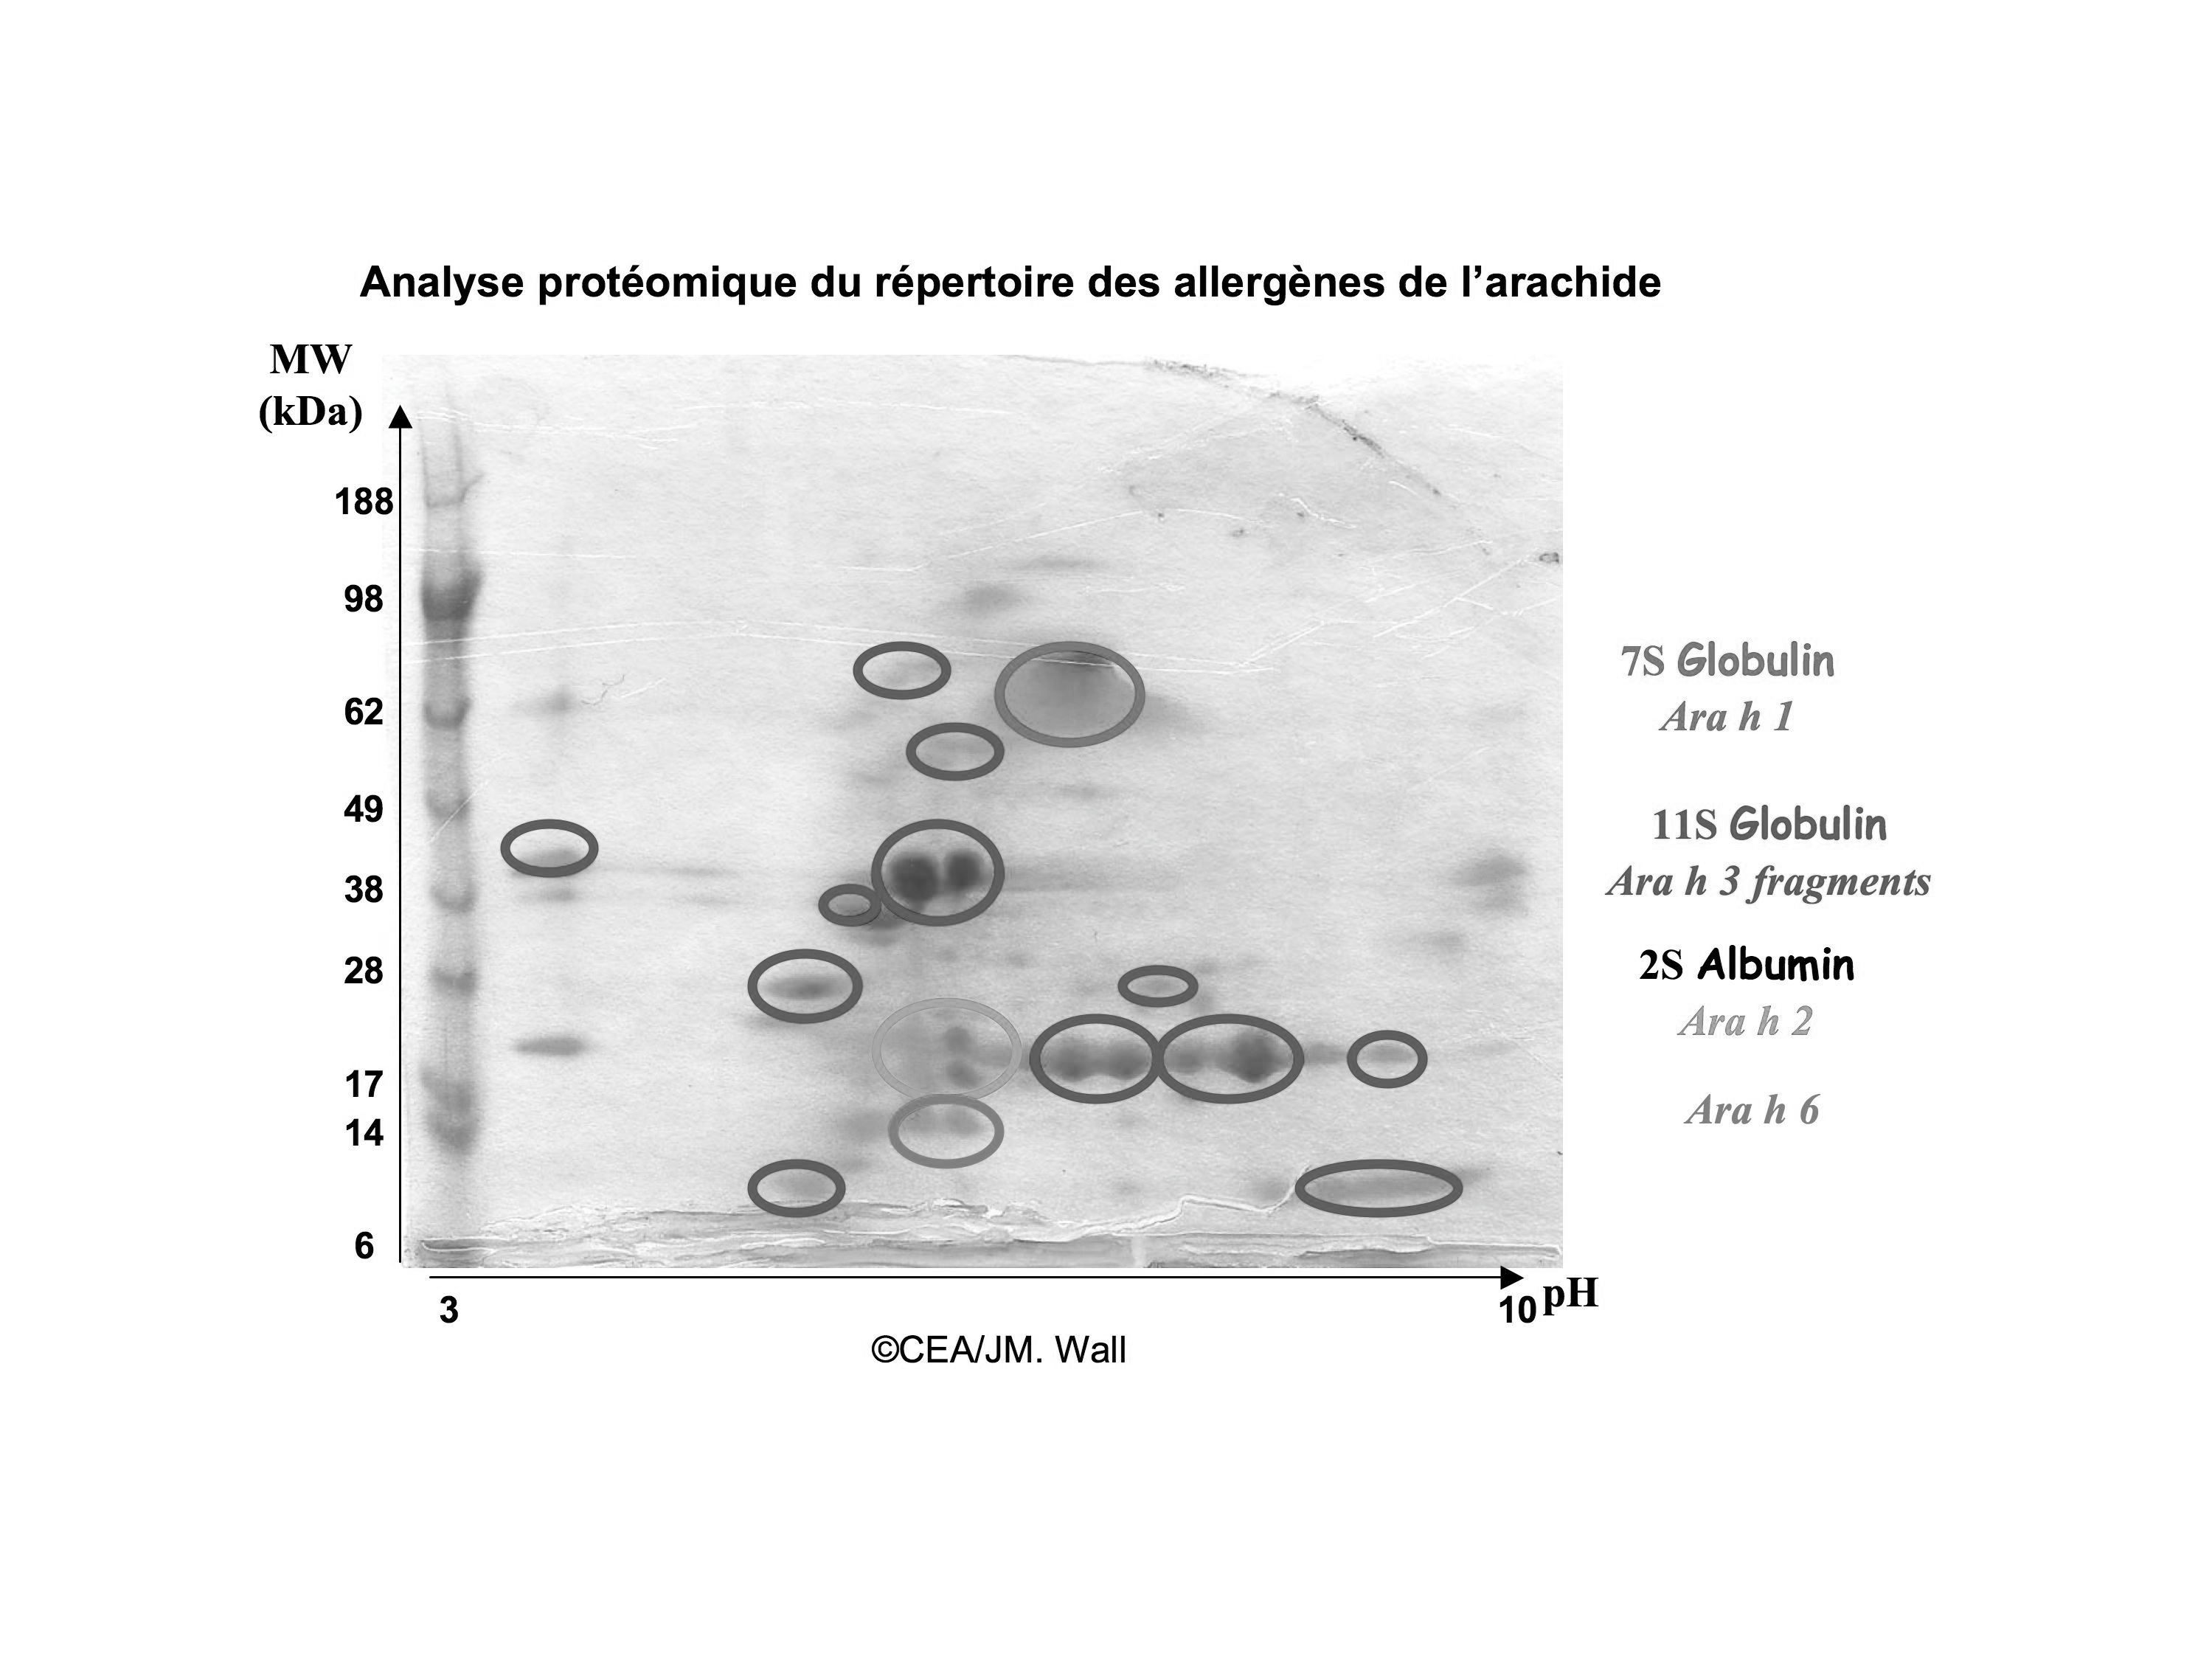 Analyse protéomique du répertoire des allergènes de l’arachide
MW
(kDa)
188
98
62
49
38
28
17
14
6
3
10 pH
7S Globulin
Ara h 1
11S Globulin
Ara h 3 fragments
2S Albumin
Ara h 2
Ara h 6
©CEA/JM. Wall